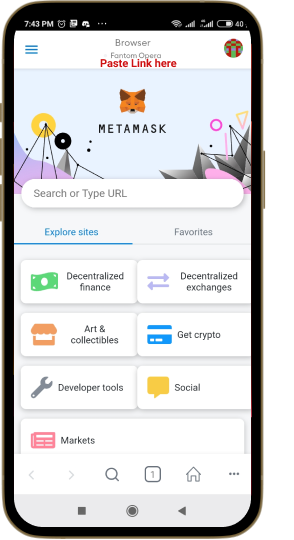 7:43 PM
40
Browser
Fantom Opera
Paste Link here
METAMASK
Search or Type URL
Explore sites
Favorites
Decentralized
finance
Decentralized
exchanges
Art &
collectibles
Get crypto
Developer tools
Social
Markets
1